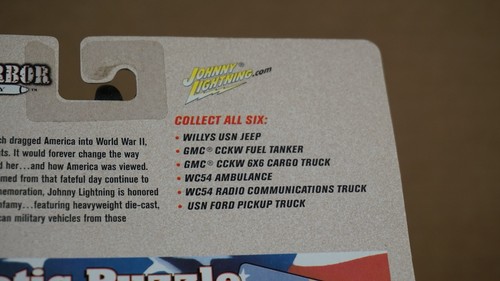 RBOR
JOHNNY
LIGHTNING.com
COLLECT ALL SIX:
• WILLYS USN JEEP
• GMC® CCKW FUEL TANKER
• GMC® CCKW 6X6 CARGO TRUCK
• WC54 AMBULANCE
• WC54 RADIO COMMUNICATIONS TRUCK
• USN FORD PICKUP TRUCK
ch dragged America into World War II,
ts. It would forever change the way
d her...and how America was viewed.
med from that fateful day continue to
emoration, Johnny Lightning is honored
nfamy...featuring heavyweight die-cast,
can military vehicles from those
etic Puzzle